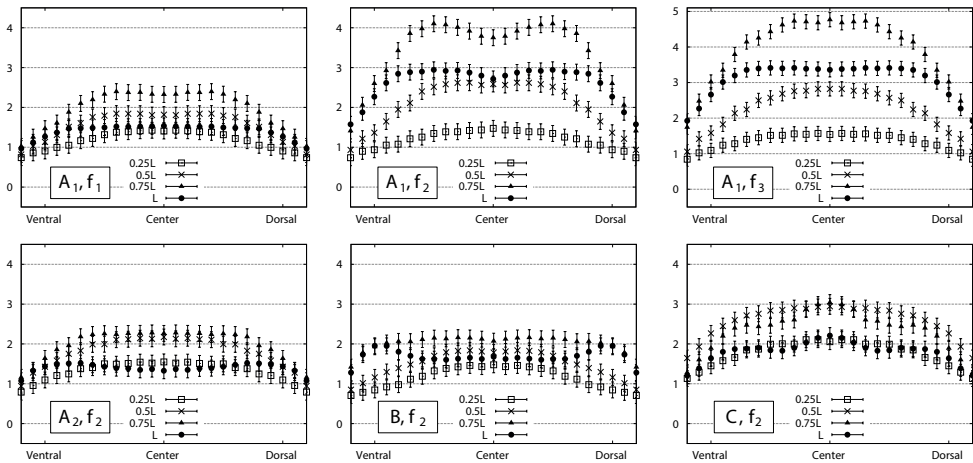 4
3
2
1
0
0.25L
0.5L
0.75L
L
A1, f1
Ventral
Center
Dorsal
4
3
2
1
0
0.25L
0.5L
0.75L
L
A1, f2
Ventral
Center
Dorsal
5
4
3
2
1
0
0.25L
0.5L
0.75L
L
A1, f3
Ventral
Center
Dorsal
4
3
2
1
0
0.25L
0.5L
0.75L
L
A2, f2
Ventral
Center
Dorsal
4
3
2
1
0
0.25L
0.5L
0.75L
L
B, f2
Ventral
Center
Dorsal
4
3
2
1
0
0.25L
0.5L
0.75L
L
C, f2
Ventral
Center
Dorsal